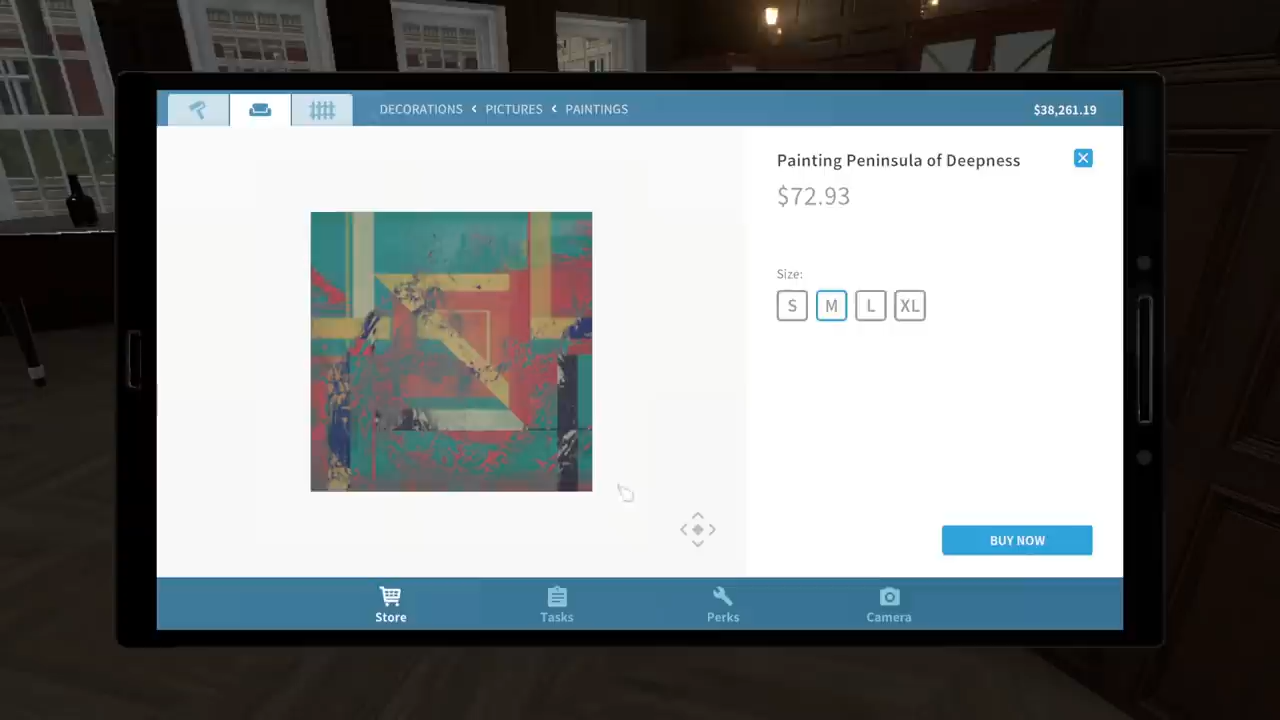 DECORATIONS < PICTURES < PAINTINGS
$38,261.19
Painting Peninsula of Deepness
$72.93
Size:
S M L XL
BUY NOW
Store Tasks Perks Camera